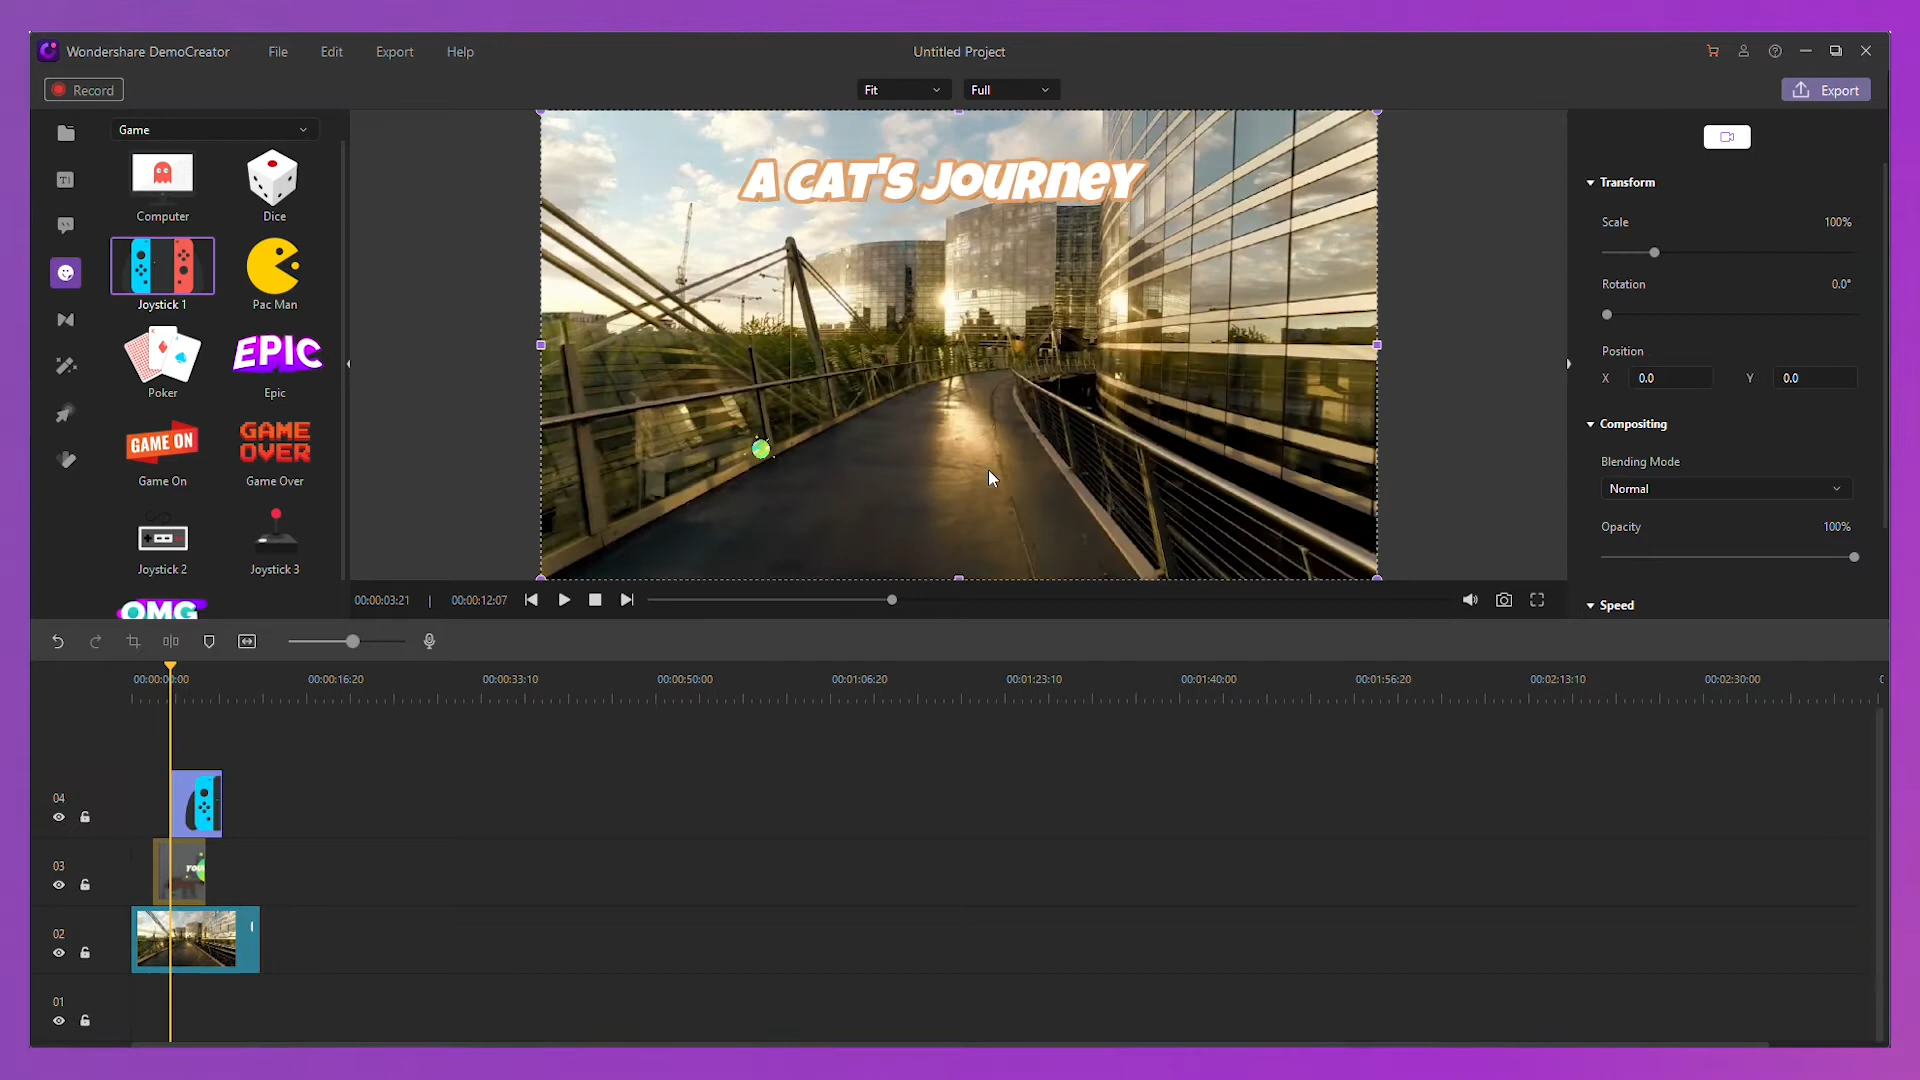 Wondershare DemoCreator File Edit Export Help Untitled Project
Record Fit Full Export
Game
Computer Dice
Joystick 1 Pac Man
EPIC
Poker Epic
GAME ON GAME OVER
Game On Game Over
Joystick 2 Joystick 3
OMG
A CAT'S JOURNEY
00:00:03:21 | 00:00:12:07
Transform
Scale 100%
Rotation 0.0°
Position
X 0.0 Y 0.0
Compositing
Blending Mode
Normal
Opacity 100%
Speed
00:00:00:00 00:00:16:20 00:00:33:10 00:00:50:00 00:01:06:20 00:01:23:10 00:01:40:00 00:01:56:20 00:02:13:10 00:02:30:00
04
03
02
01